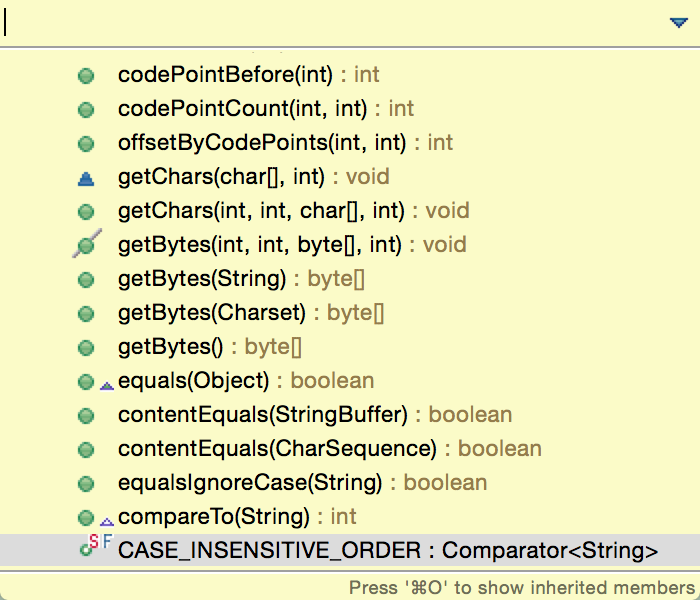 codePointBefore(int) : int
codePointCount(int, int) : int
offsetByCodePoints(int, int) : int
getChars(char[], int) : void
getChars(int, int, char[], int) : void
getBytes(int, int, byte[], int) : void
getBytes(String) : byte[]
getBytes(Charset) : byte[]
getBytes() : byte[]
equals(Object) : boolean
contentEquals(StringBuffer) : boolean
contentEquals(CharSequence) : boolean
equalsIgnoreCase(String) : boolean
compareTo(String) : int
S F CASE_INSENSITIVE_ORDER : Comparator<String>
Press '⌘O' to show inherited members